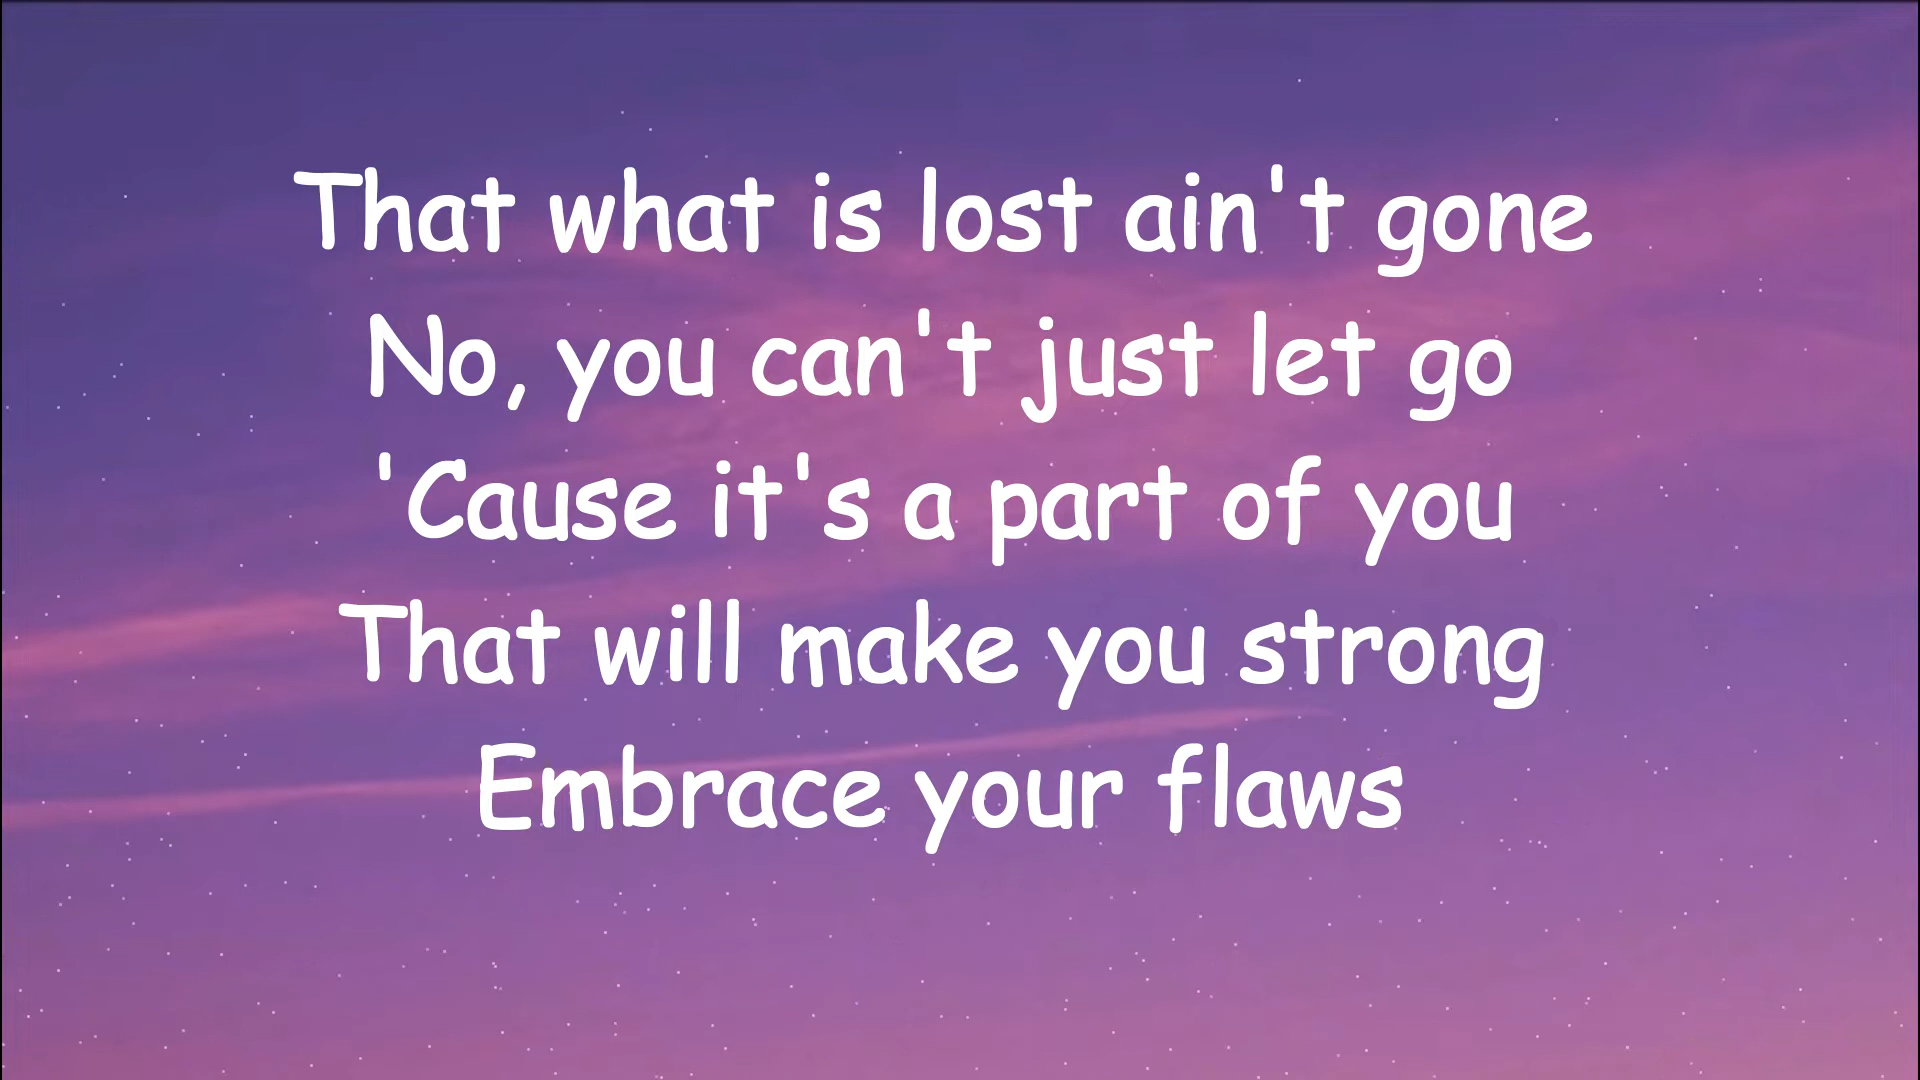 That what is lost ain't gone
No, you can't just let go
'Cause it's a part of you
That will make you strong
Embrace your flaws